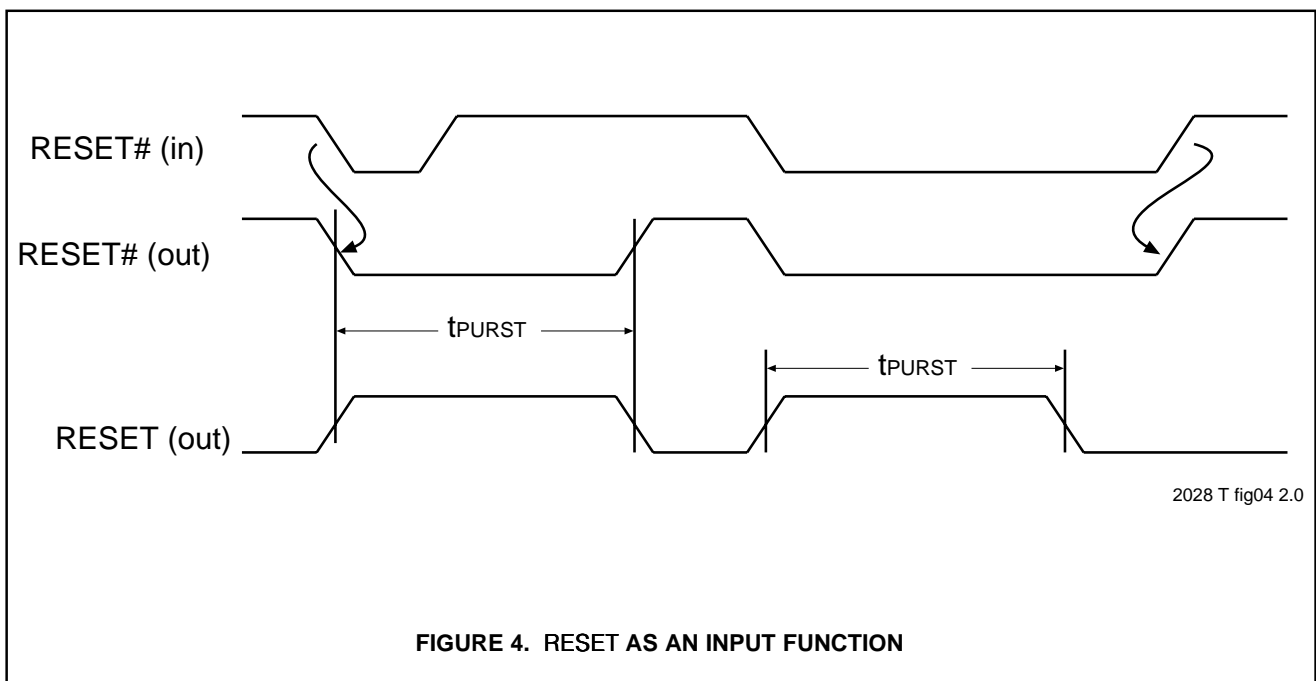 RESET# (in)
RESET# (out)
tPURST
tPURST
RESET (out)
2028 T fig04 2.0
FIGURE 4. RESET AS AN INPUT FUNCTION